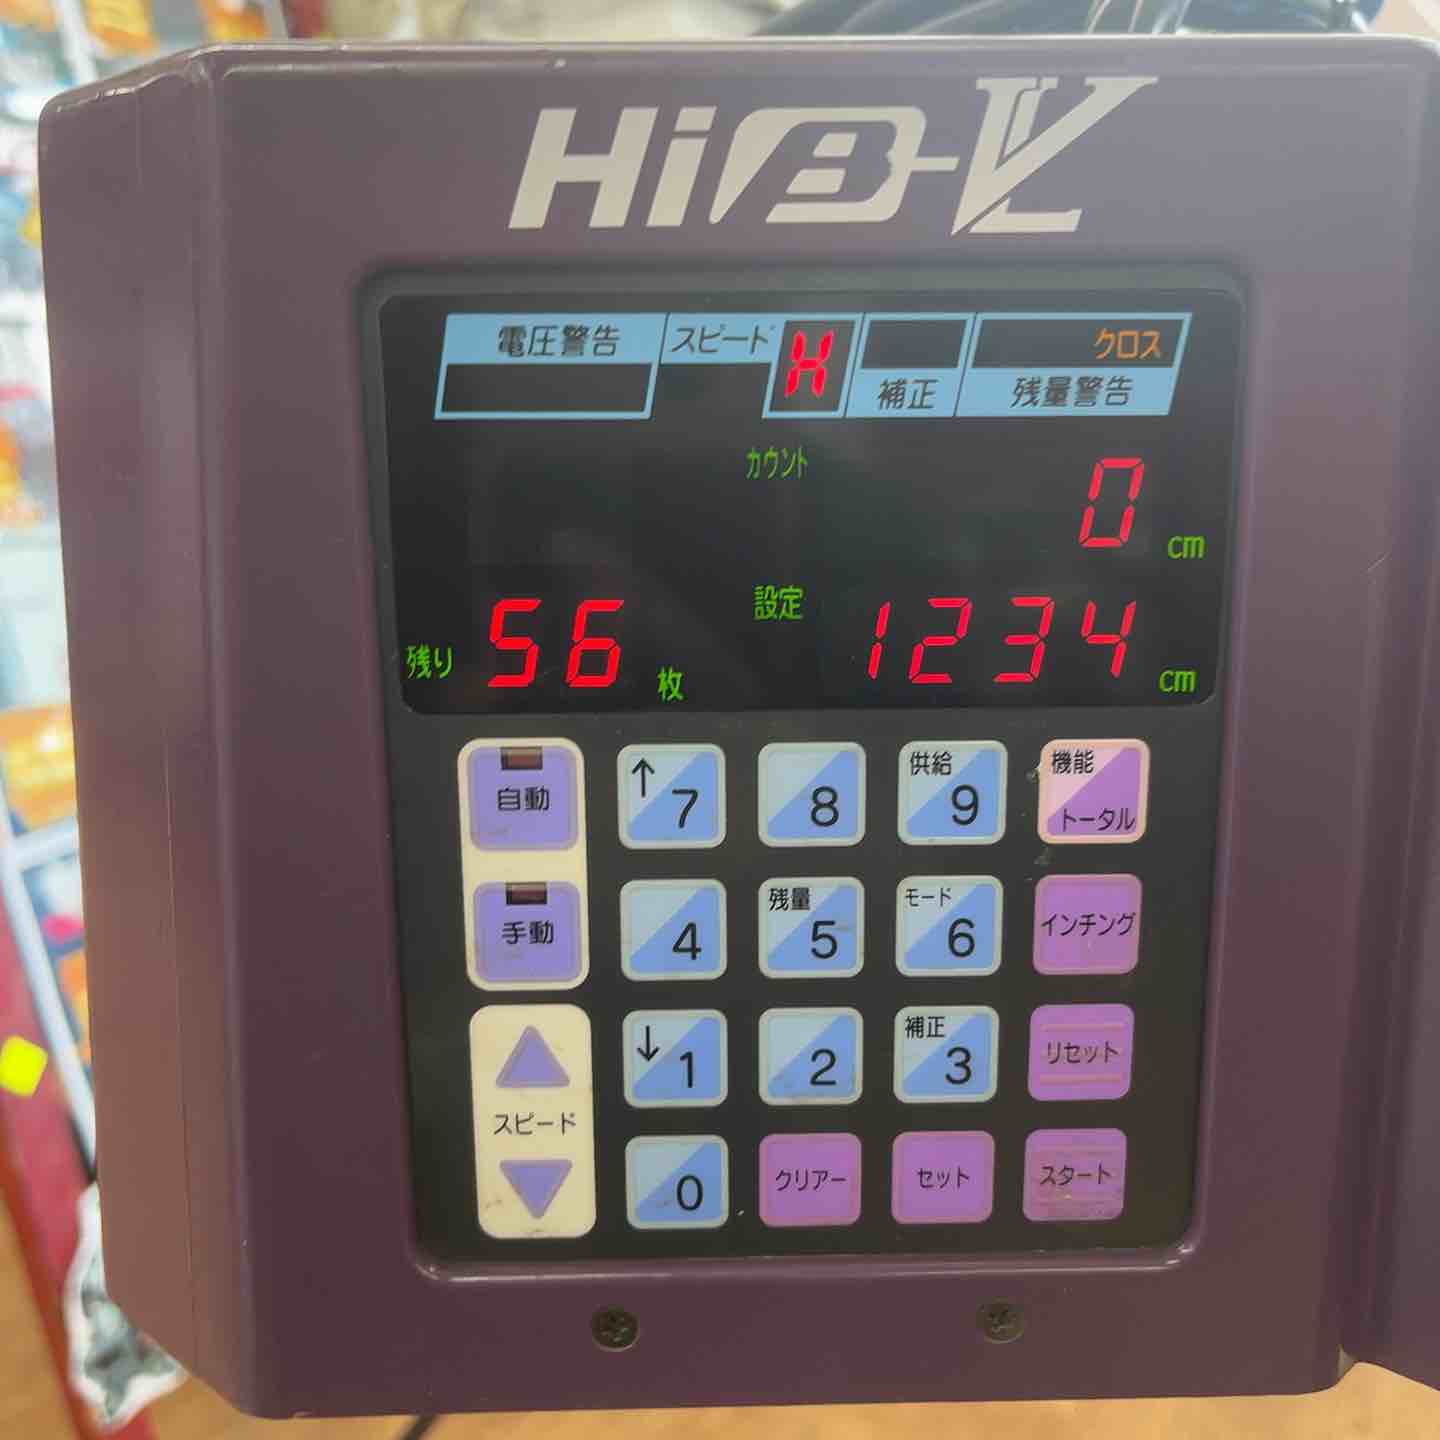 HiB-V
電圧警告 スピード H 補正 クロス 残量警告
カウント 0 cm
残り 56 枚 設定 1234 cm
自動 ↑ 7 8 供給 9 機能 トータル
手動 4 残量 5 モード 6 インチング
スピード ↓ 1 2 補正 3 リセット
0 クリアー セット スタート